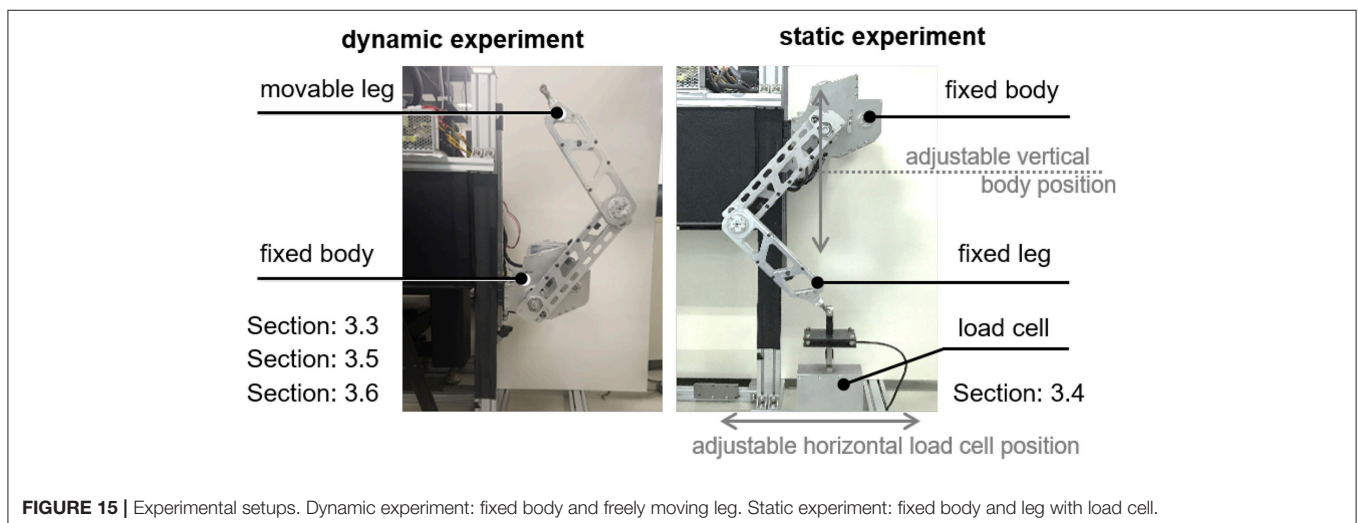 dynamic experiment
static experiment
movable leg
fixed body
Section: 3.3
Section: 3.5
Section: 3.6
fixed body
adjustable vertical
body position
fixed leg
load cell
Section: 3.4
adjustable horizontal load cell position
FIGURE 15 | Experimental setups. Dynamic experiment: fixed body and freely moving leg. Static experiment: fixed body and leg with load cell.